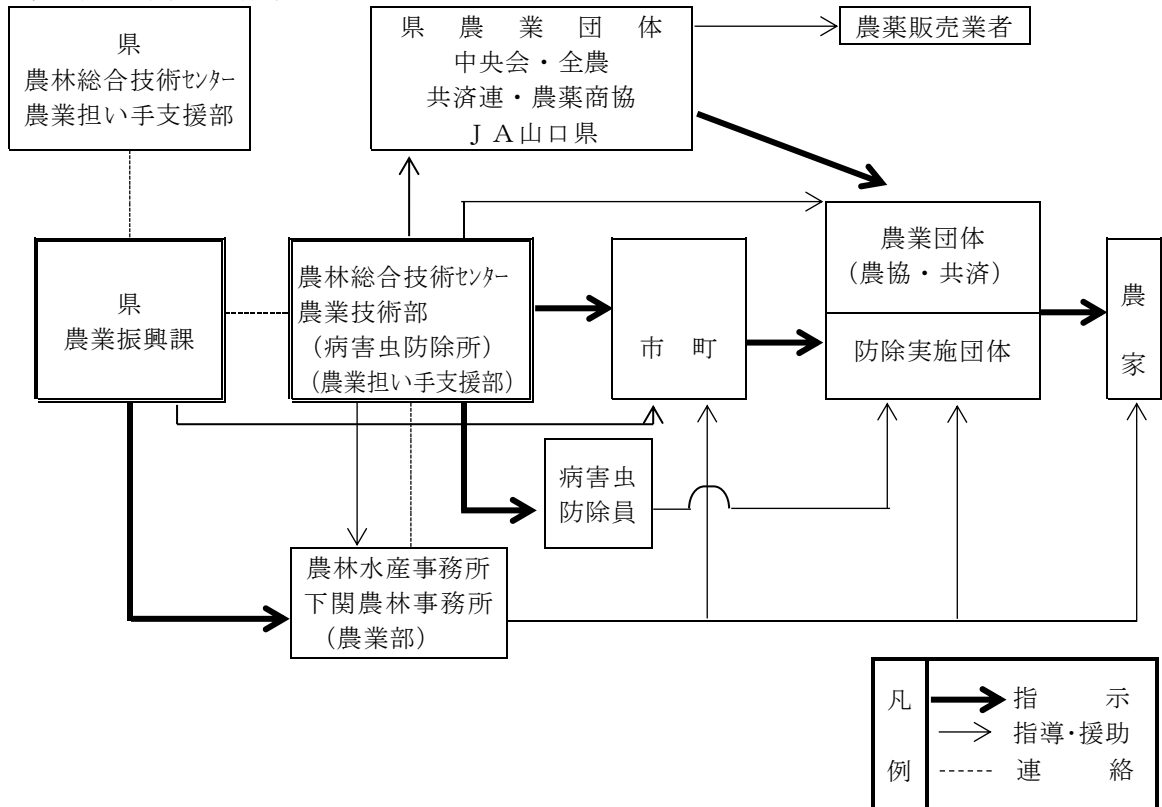 県
農林総合技術ｾﾝﾀｰ
農業担い手支援部
県農業団体
中央会・全農
共済連・農薬商協
ＪＡ山口県
農薬販売業者
県
農業振興課
農林総合技術ｾﾝﾀｰ
農業技術部
（病害虫防除所）
（農業担い手支援部）
市町
農業団体
（農協・共済）
防除実施団体
農
家
病害虫
防除員
農林水産事務所
下関農林事務所
（農業部）
凡
例
指示
指導・援助
連絡